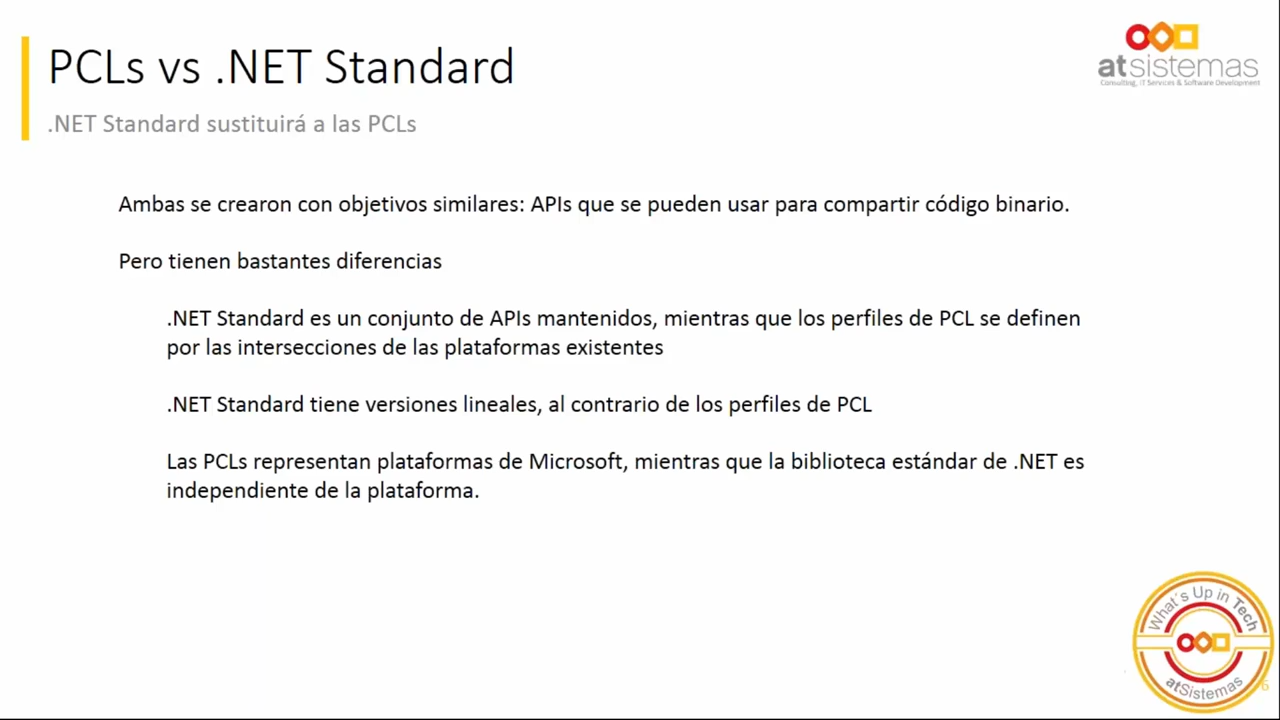 PCLs vs .NET Standard
.NET Standard sustituirá a las PCLs
atsistemas
Consulting, IT Services & Software Development
Ambas se crearon con objetivos similares: APIs que se pueden usar para compartir código binario.
Pero tienen bastantes diferencias
.NET Standard es un conjunto de APIs mantenidos, mientras que los perfiles de PCL se definen
por las intersecciones de las plataformas existentes
.NET Standard tiene versiones lineales, al contrario de los perfiles de PCL
Las PCLs representan plataformas de Microsoft, mientras que la biblioteca estándar de .NET es
independiente de la plataforma.
What´s Up in Tech
atSistemas
6